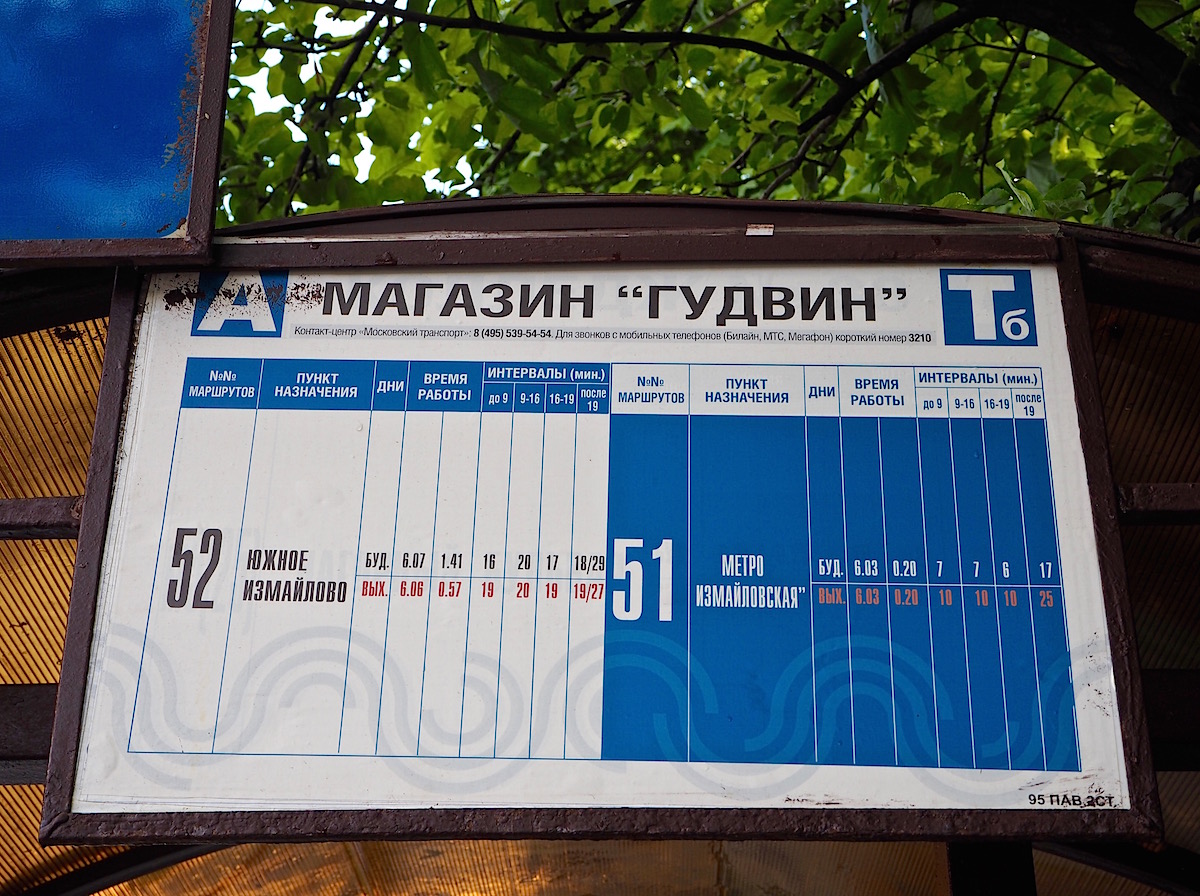 А МАГАЗИН “ГУДВИН” Тб
Контакт-центр «Московский транспорт»: 8 (495) 539-54-54. Для звонков с мобильных телефонов (Билайн, МТС, Мегафон) короткий номер 3210
№№ МАРШРУТОВ ПУНКТ НАЗНАЧЕНИЯ ДНИ ВРЕМЯ РАБОТЫ ИНТЕРВАЛЫ (мин.)
до 9 9-16 16-19 после 19
52 ЮЖНОЕ ИЗМАЙЛОВО
БУД. 6.07 1.41 16 20 17 18/29
ВЫХ. 6.06 0.57 19 20 19 19/27
№№ МАРШРУТОВ ПУНКТ НАЗНАЧЕНИЯ ДНИ ВРЕМЯ РАБОТЫ ИНТЕРВАЛЫ (мин.)
до 9 9-16 16-19 после 19
51 МЕТРО ИЗМАЙЛОВСКАЯ”
БУД. 6.03 0.20 7 7 6 17
ВЫХ. 6.03 0.20 10 10 10 25
95 ПАВ.2СТ.